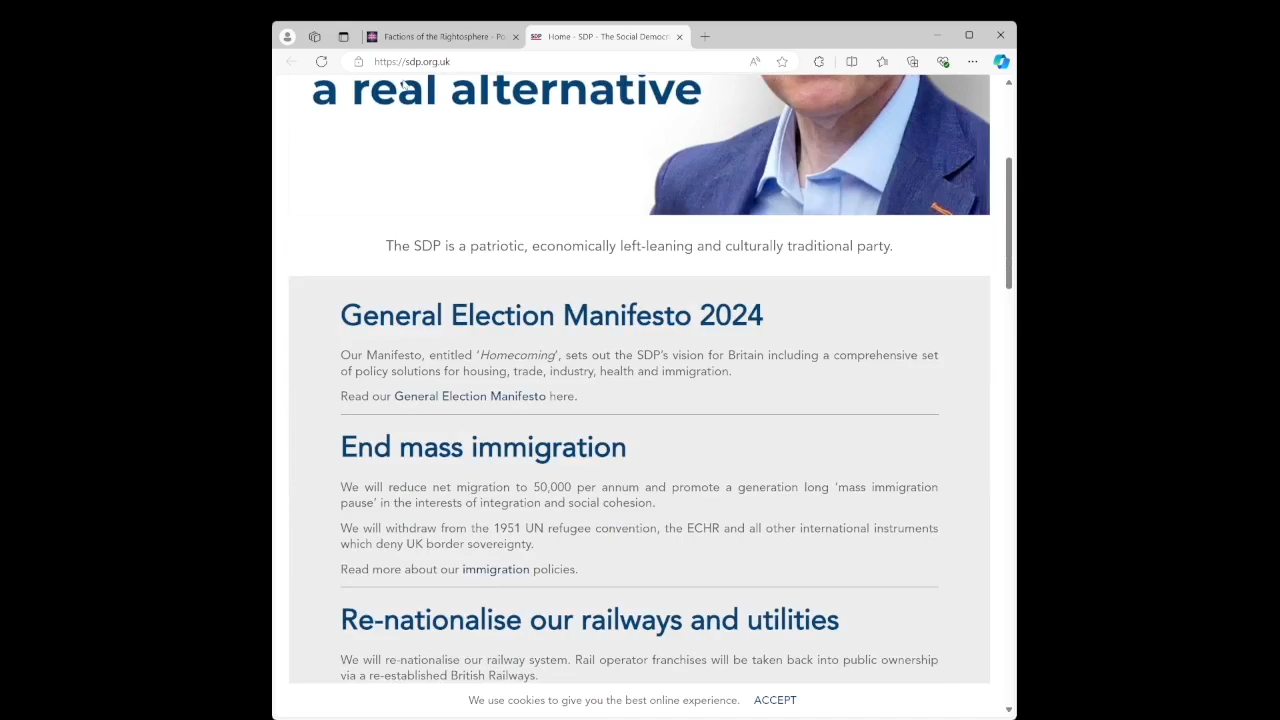 Factions of the Rightosphere - Po
Home - SDP - The Social Democr
https://sdp.org.uk
a real alternative
The SDP is a patriotic, economically left-leaning and culturally traditional party.
General Election Manifesto 2024
Our Manifesto, entitled ‘Homecoming’, sets out the SDP’s vision for Britain including a comprehensive set
of policy solutions for housing, trade, industry, health and immigration.
Read our General Election Manifesto here.
End mass immigration
We will reduce net migration to 50,000 per annum and promote a generation long ‘mass immigration
pause’ in the interests of integration and social cohesion.
We will withdraw from the 1951 UN refugee convention, the ECHR and all other international instruments
which deny UK border sovereignty.
Read more about our immigration policies.
Re-nationalise our railways and utilities
We will re-nationalise our railway system. Rail operator franchises will be taken back into public ownership
via a re-established British Railways.
We use cookies to give you the best online experience. ACCEPT